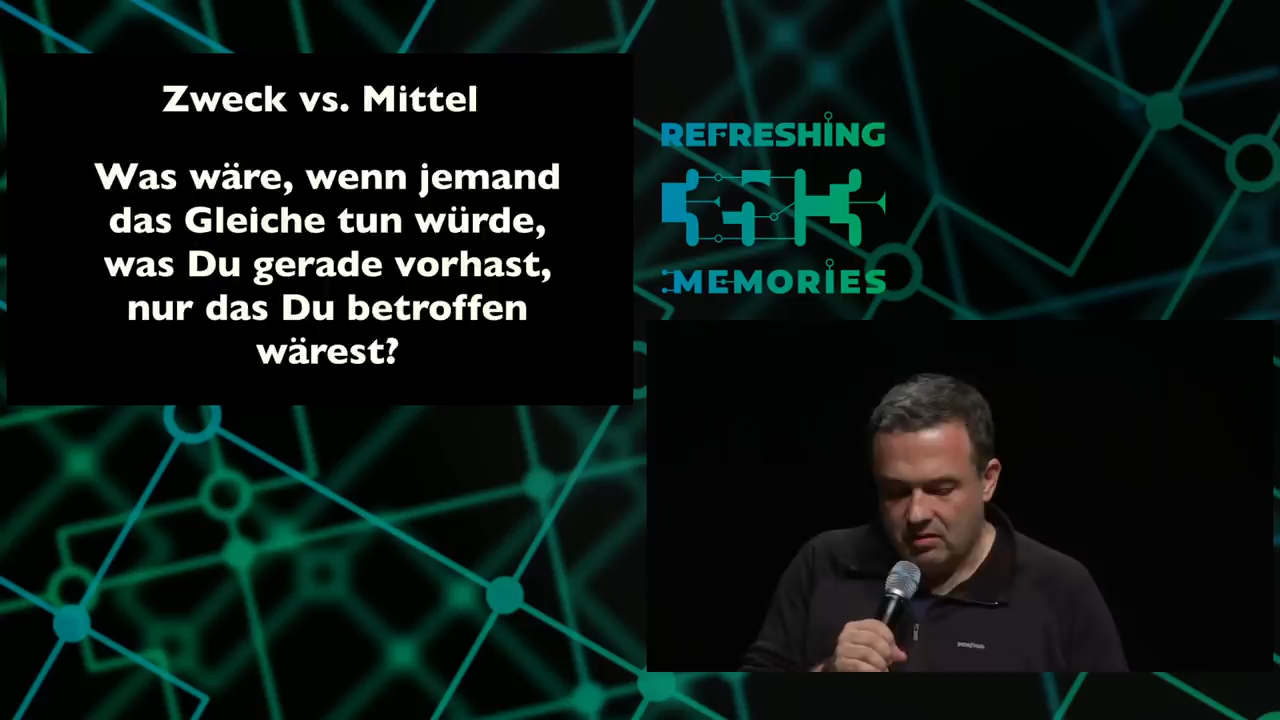 Zweck vs. Mittel
Was wäre, wenn jemand
das Gleiche tun würde,
was Du gerade vorhast,
nur das Du betroffen
wärest?
REFRESHING
MEMORIES
patagonia